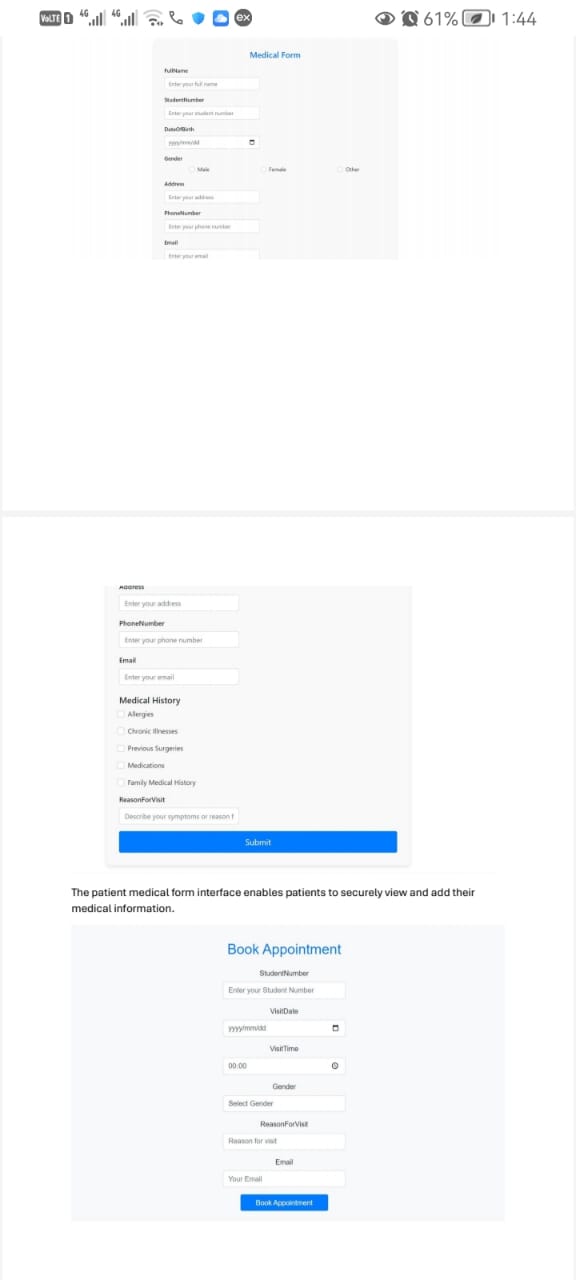 VoLTE 1 4G 4G ex 61% 1:44
Medical Form
FullName
Enter your full name
StudentNumber
Enter your student number
DateOfBirth
yyyy/mm/dd
Gender
Male Female Other
Address
Enter your address
PhoneNumber
Enter your phone number
Email
Enter your email
Address
Enter your address
PhoneNumber
Enter your phone number
Email
Enter your email
Medical History
Allergies
Chronic Illnesses
Previous Surgeries
Medications
Family Medical History
ReasonForVisit
Describe your symptoms or reason f
Submit
The patient medical form interface enables patients to securely view and add their
medical information.
Book Appointment
StudentNumber
Enter your Student Number
VisitDate
yyyy/mm/dd
VisitTime
00:00
Gender
Select Gender
ReasonForVisit
Reason for visit
Email
Your Email
Book Appointment